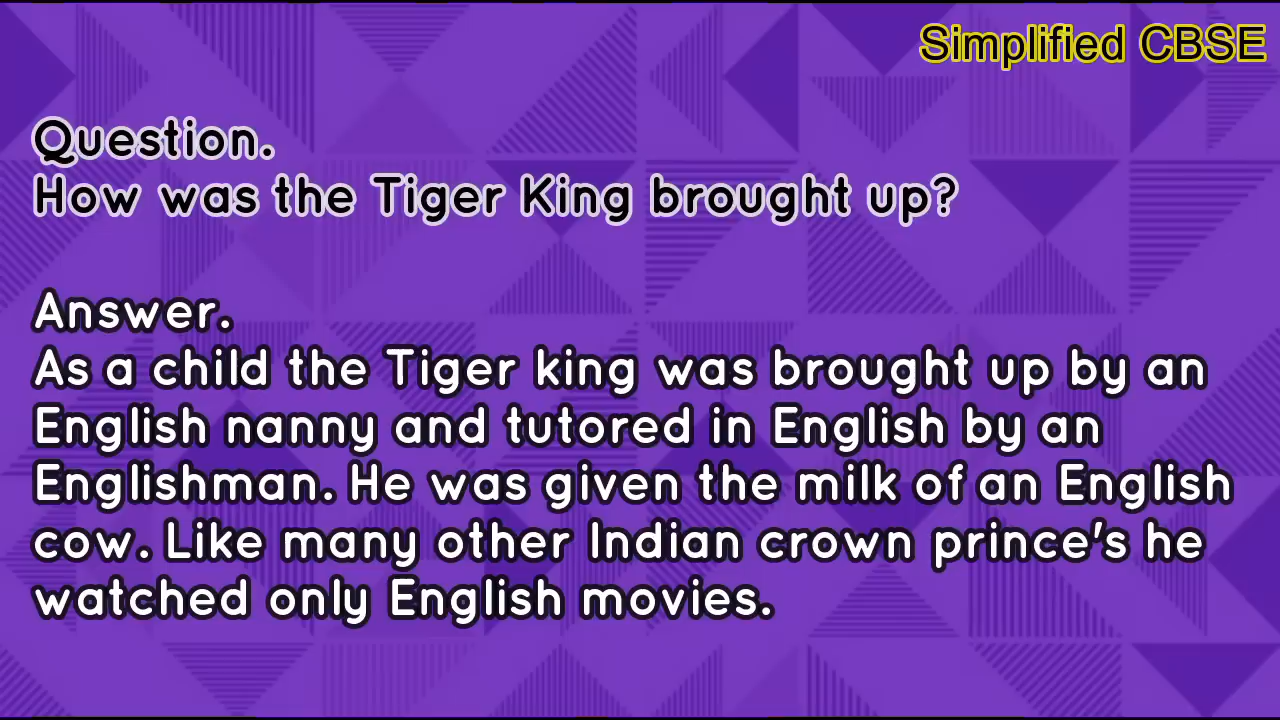 Simplified CBSE
Question.
How was the Tiger King brought up?
Answer.
As a child the Tiger king was brought up by an
English nanny and tutored in English by an
Englishman. He was given the milk of an English
cow. Like many other Indian crown prince's he
watched only English movies.